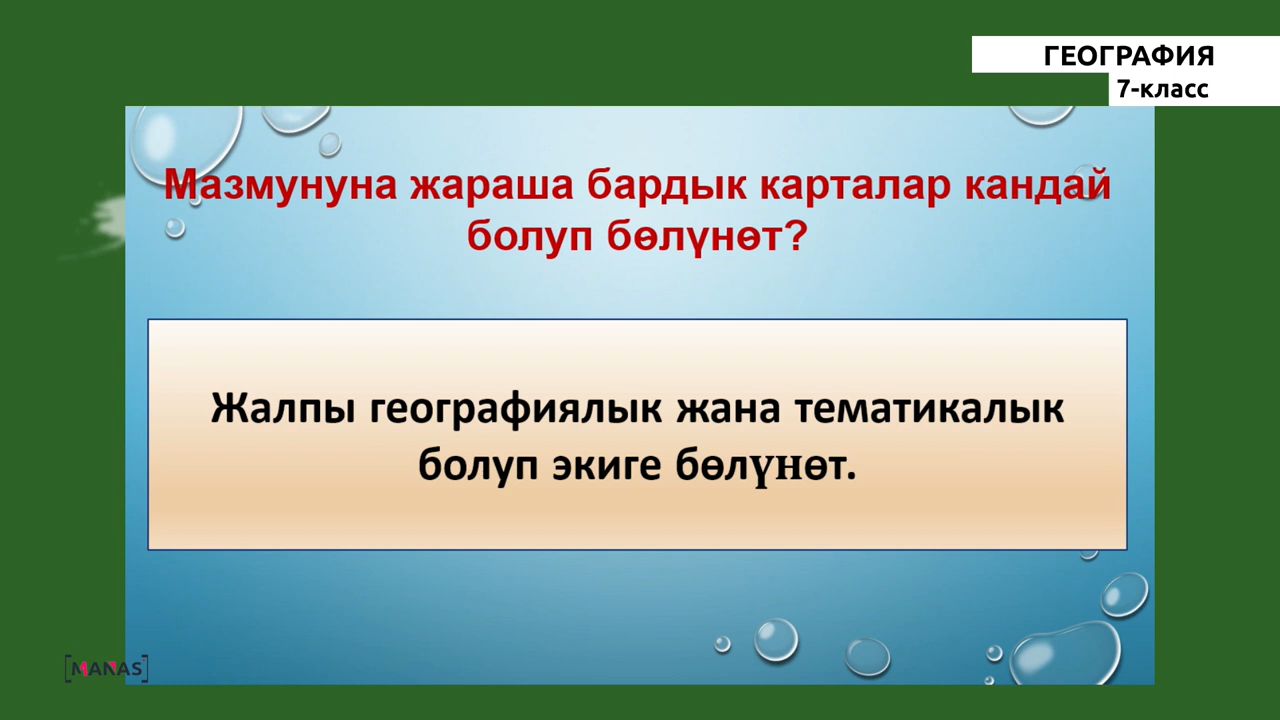 ГЕОГРАФИЯ
7-класс
Мазмунуна жараша бардык карталар кандай
болуп бөлүнөт?
Жалпы географиялык жана тематикалык
болуп экиге бөлүнөт.
[MANAS]